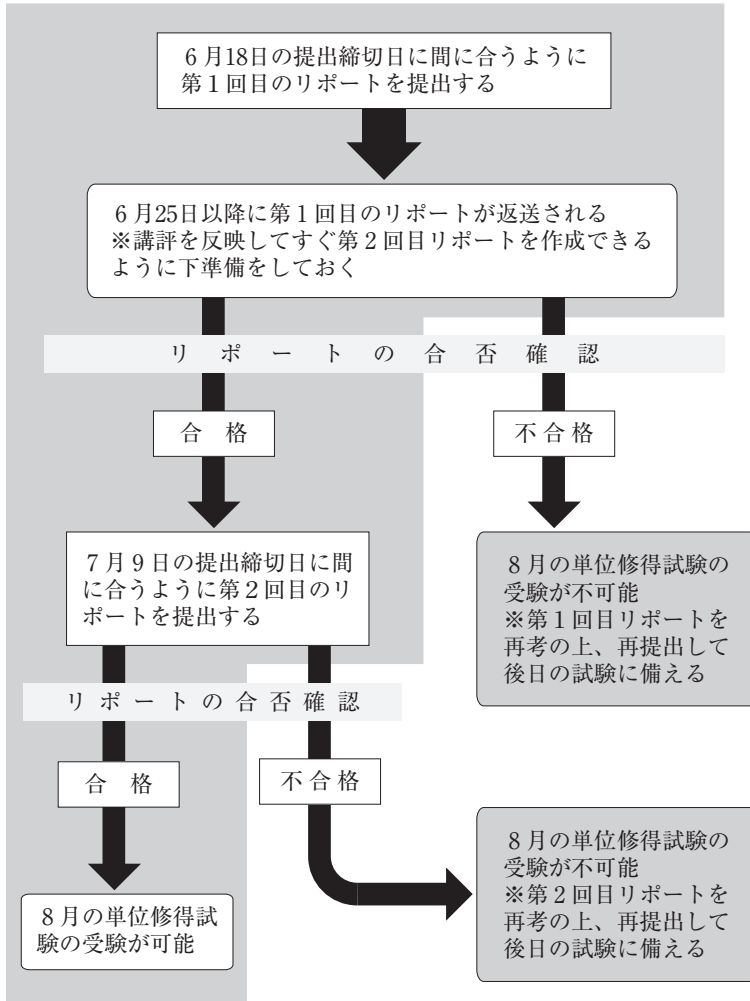 6月18日の提出締切日に間に合うように
第1回目のリポートを提出する
6月25日以降に第1回目のリポートが返送される
※講評を反映してすぐ第2回目リポートを作成できる
ように下準備をしておく
リポートの合否確認
合格
不合格
7月9日の提出締切日に間
に合うように第2回目のリ
ポートを提出する
8月の単位修得試験の
受験が不可能
※第1回目リポートを
再考の上、再提出して
後日の試験に備える
リポートの合否確認
合格
不合格
8月の単位修得試
験の受験が可能
8月の単位修得試験の
受験が不可能
※第2回目リポートを
再考の上、再提出して
後日の試験に備える